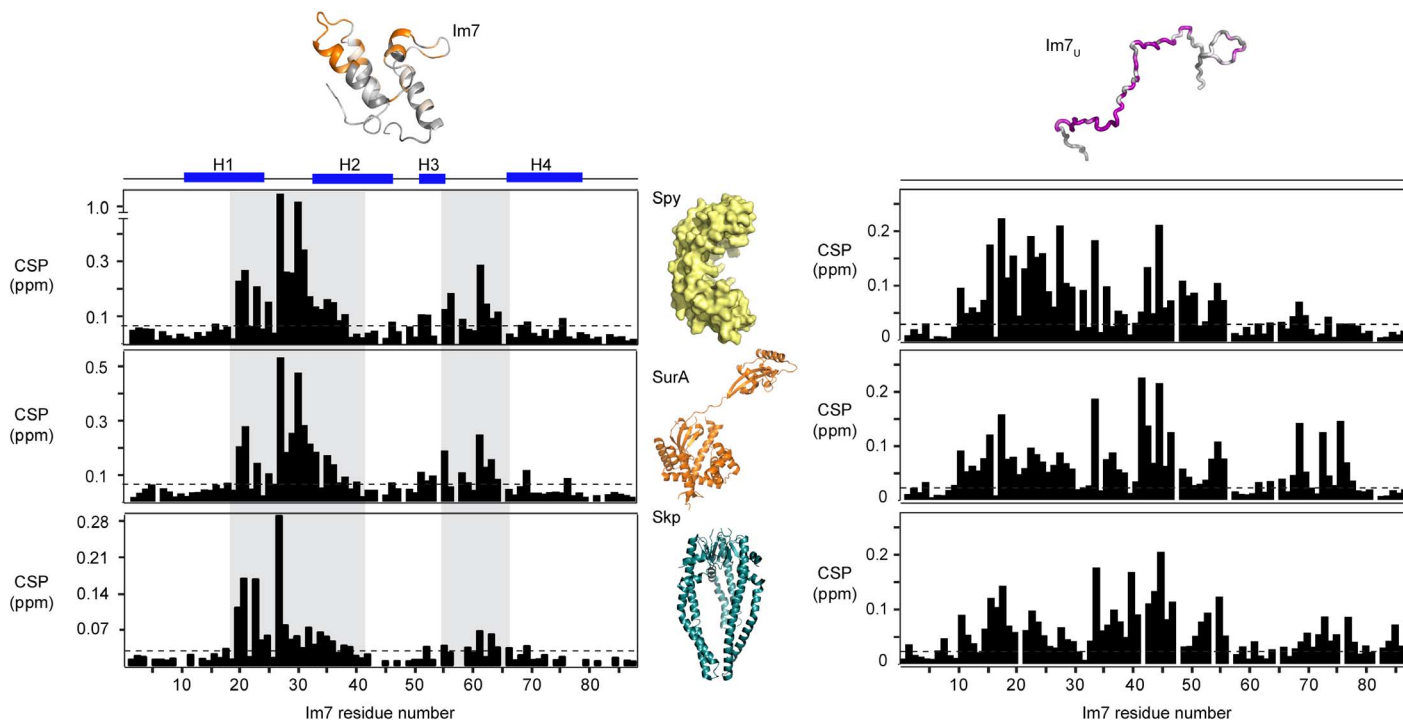 Im7
Im7U
H1 H2 H3 H4
Spy
1.0
0.3
0.1
CSP
(ppm)
0.2
0.1
0
CSP
(ppm)
SurA
0.5
0.3
0.1
CSP
(ppm)
0.2
0.1
0
CSP
(ppm)
Skp
0.28
0.21
0.14
0.07
CSP
(ppm)
0.2
0.1
0
CSP
(ppm)
10 20 30 40 50 60 70 80
Im7 residue number
10 20 30 40 50 60 70 80
Im7 residue number